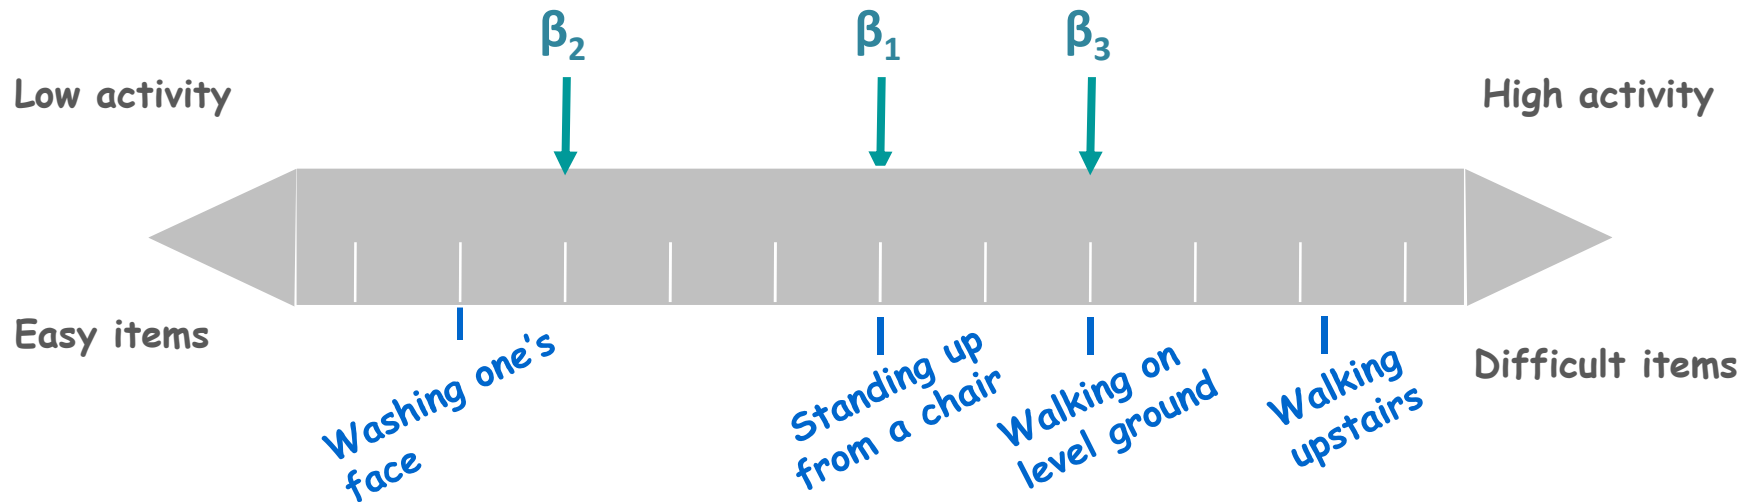 β2
β1
β3
Low activity
High activity
Easy items
Difficult items
Washing one's
face
Standing up
from a chair
Walking on
level ground
Walking
upstairs